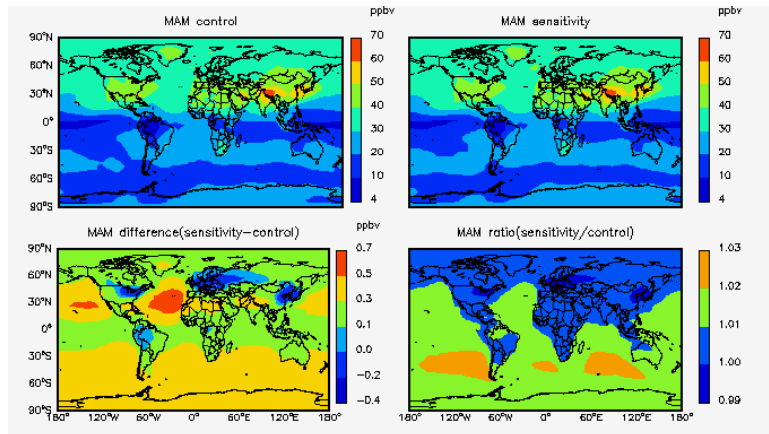 MAM control
ppbv
90°N
60°N
30°N
0°
30°S
60°S
90°S
70
60
50
40
30
20
10
4
MAM sensitivity
ppbv
70
60
50
40
30
20
10
4
MAM difference(sensitivity-control)
ppbv
90°N
60°N
30°N
0°
30°S
60°S
90°S
180° 120°W 60°W 0° 60°E 120°E 180°
0.7
0.5
0.3
0.1
0.0
-0.2
-0.4
MAM ratio(sensitivity/control)
180° 120°W 60°W 0° 60°E 120°E 180°
1.03
1.02
1.01
1.00
0.99